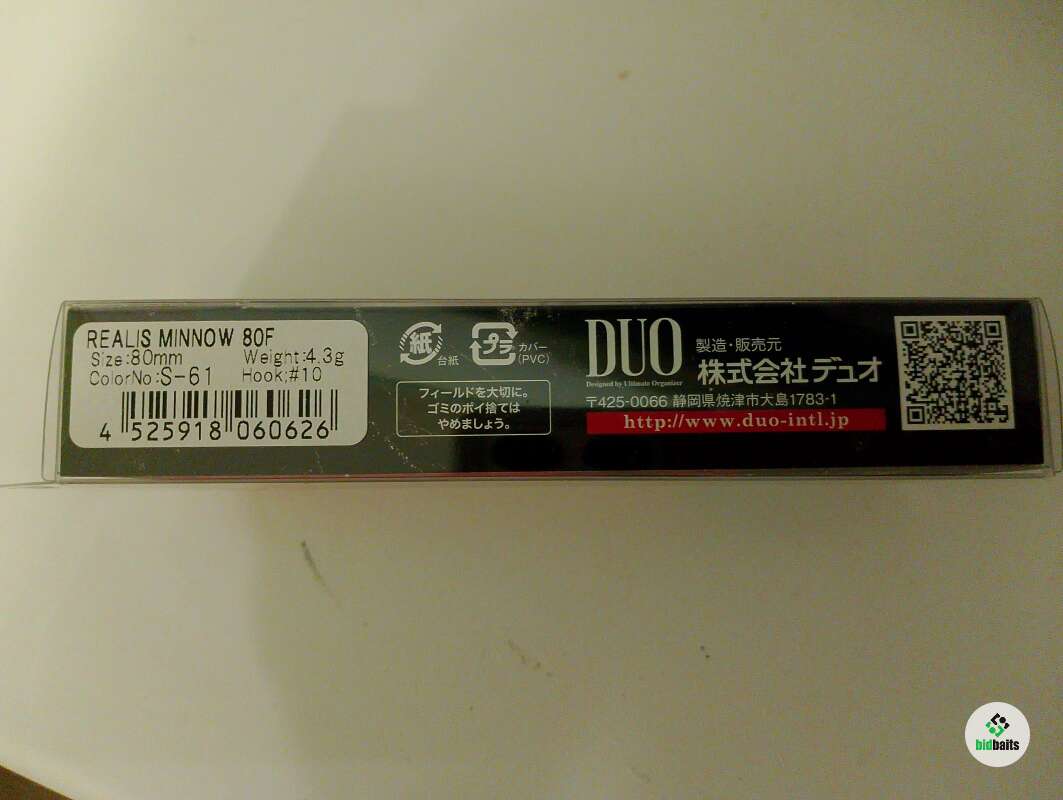 REALIS MINNOW 80F
Size:80mm Weight:4.3g
ColorNo:S-61 Hook;#10
4 525918 060626
紙 台紙
プラ カバー
(PVC)
フィールドを大切に。
ゴミのポイ捨ては
やめましょう。
DUO
Designed by Ultimate Organizer
製造・販売元
株式会社デュオ
〒425-0066 静岡県焼津市大島1783-1
http://www.duo-intl.jp
bidbaits